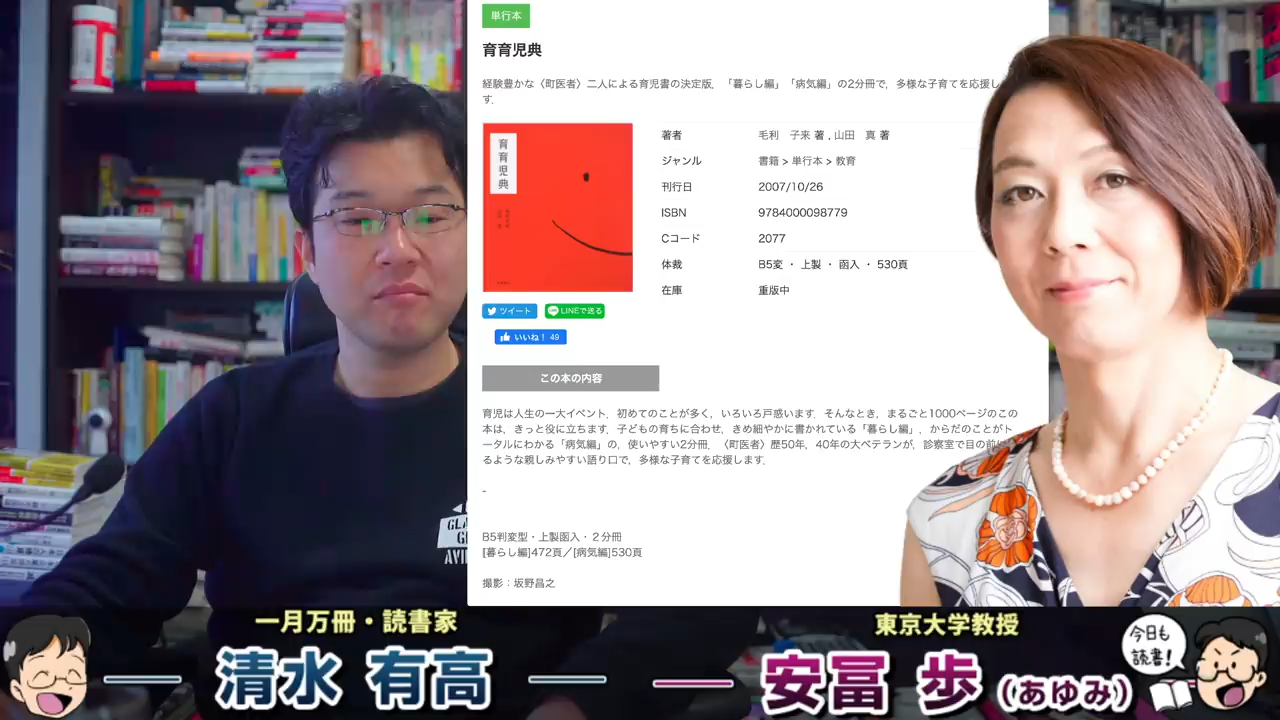 単行本
育育児典
経験豊かな〈町医者〉二人による育児書の決定版.「暮らし編」「病気編」の2分冊で,多様な子育てを応援し
す.
育育児典
著者 毛利 子来 著 , 山田 真 著
ジャンル 書籍 > 単行本 > 教育
刊行日 2007/10/26
ISBN 9784000098779
Cコード 2077
体裁 B5変 ・ 上製 ・ 函入 ・ 530頁
在庫 重版中
ツイート LINEで送る
いいね! 49
この本の内容
育児は人生の一大イベント.初めてのことが多く,いろいろ戸惑います.そんなとき,まるごと1000ページのこの
本は,きっと役に立ちます.子どもの育ちに合わせ,きめ細やかに書かれている「暮らし編」,からだのことがト
ータルにわかる「病気編」の,使いやすい2分冊.〈町医者〉歴50年,40年の大ベテランが,診察室で目の前に
るような親しみやすい語り口で,多様な子育てを応援します.
-
B5判変型・上製函入・2分冊
[暮らし編]472頁/[病気編]530頁
撮影:坂野昌之
一月万冊・読書家
清水 有高
東京大学教授
安冨 歩(あゆみ)
今日も
読書!